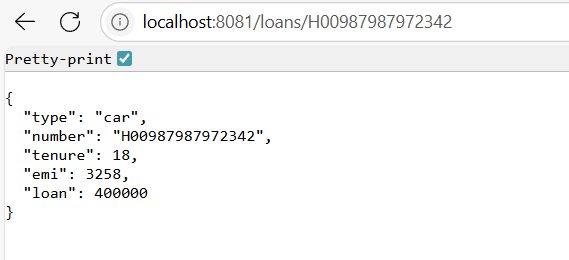 localhost:8081/loans/H00987987972342
Pretty-print
{
  "type": "car",
  "number": "H00987987972342",
  "tenure": 18,
  "emi": 3258,
  "loan": 400000
}